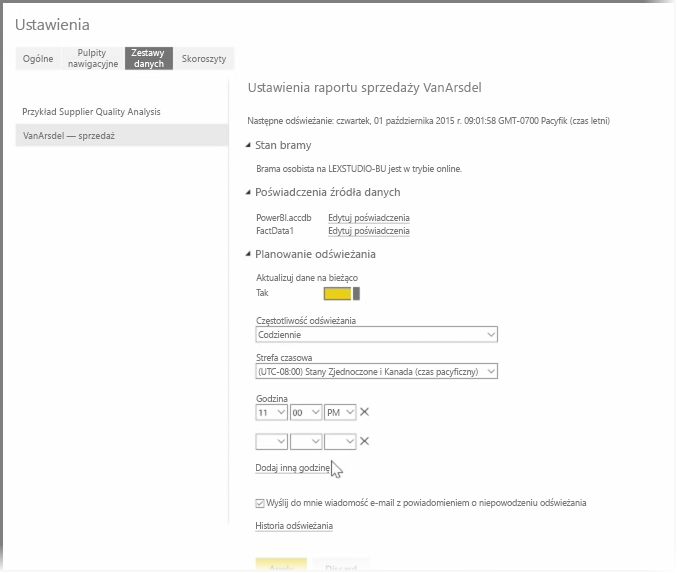 Ustawienia
Ogólne
Pulpity
nawigacyjne
Zestawy
danych
Skoroszyty
Przykład Supplier Quality Analysis
VanArsdel — sprzedaż
Ustawienia raportu sprzedaży VanArsdel
Następne odświeżanie: czwartek, 01 października 2015 r. 09:01:58 GMT-0700 Pacyfik (czas letni)
Stan bramy
Brama osobista na LEXSTUDIO-BU jest w trybie online.
Poświadczenia źródła danych
PowerBI.accdb Edytuj poświadczenia
FactData1 Edytuj poświadczenia
Planowanie odświeżania
Aktualizuj dane na bieżąco
Tak
Częstotliwość odświeżania
Codziennie
Strefa czasowa
(UTC-08:00) Stany Zjednoczone i Kanada (czas pacyficzny)
Godzina
11 00 PM
Dodaj inną godzinę
Wyślij do mnie wiadomość e-mail z powiadomieniem o niepowodzeniu odświeżania
Historia odświeżania